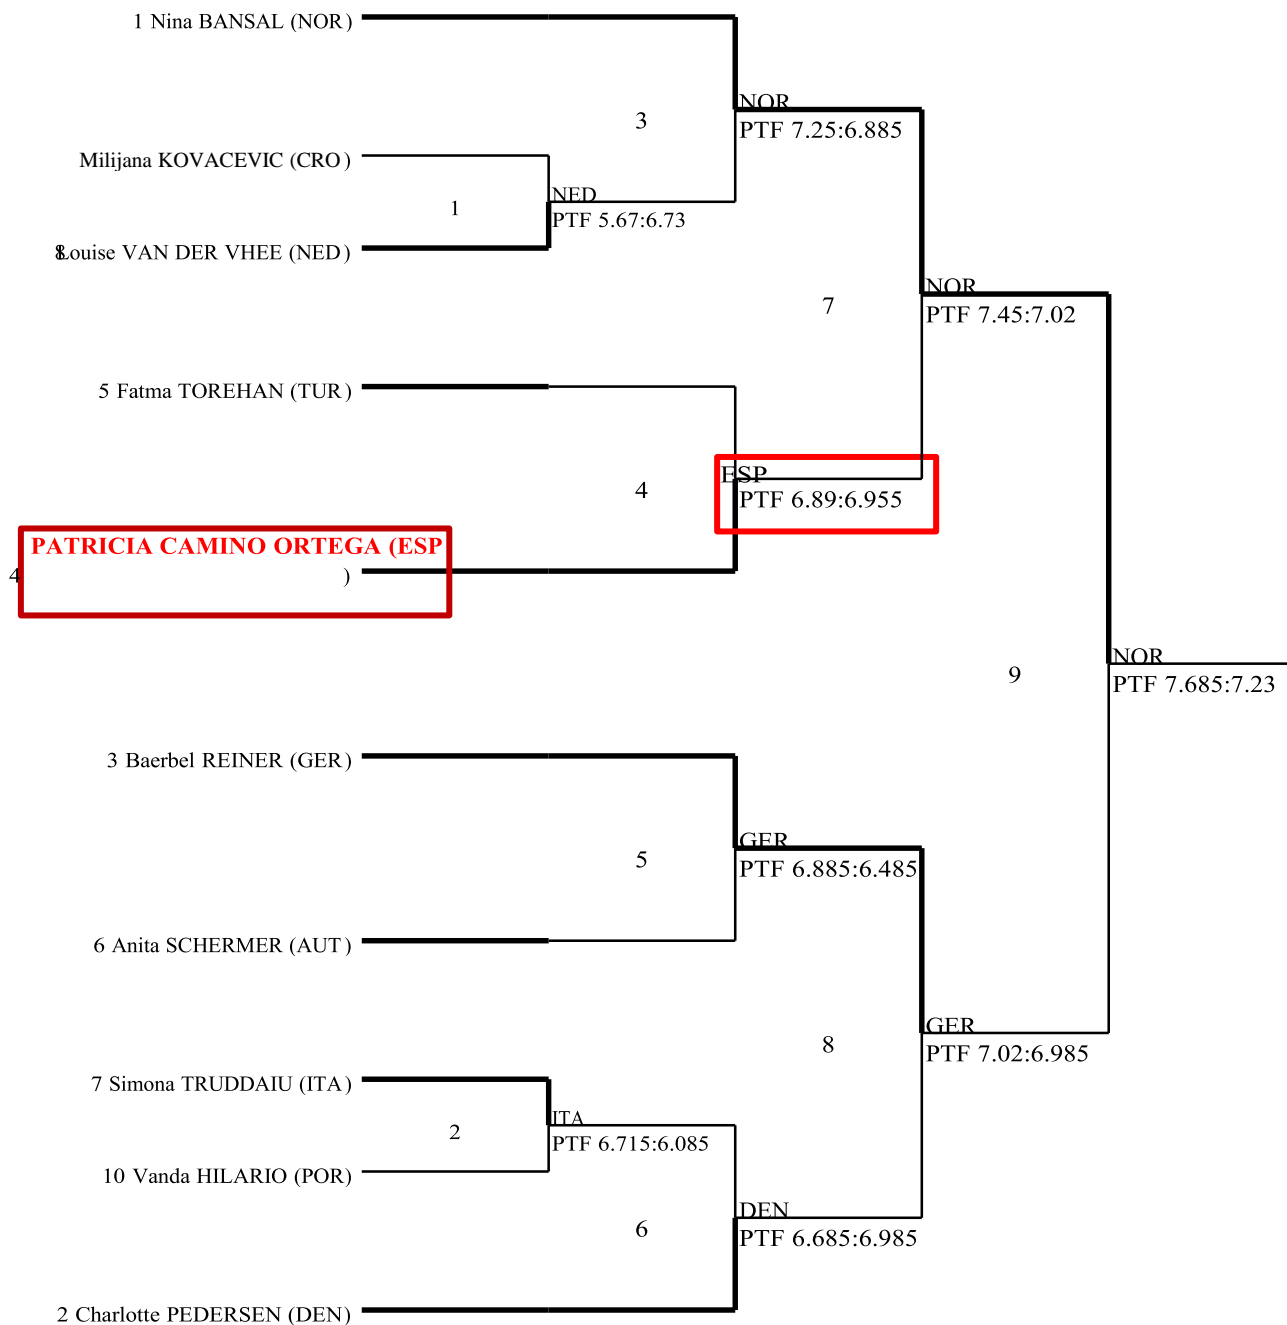 1 Nina BANSAL (NOR)
NOR
3
PTF 7.25:6.885
Milijana KOVACEVIC (CRO)
NED
1
PTF 5.67:6.73
8 Louise VAN DER VHEE (NED)
NOR
7
PTF 7.45:7.02
5 Fatma TOREHAN (TUR)
ESP
4
PTF 6.89:6.955
PATRICIA CAMINO ORTEGA (ESP
4 )
NOR
9
PTF 7.685:7.23
3 Baerbel REINER (GER)
GER
5
PTF 6.885:6.485
6 Anita SCHERMER (AUT)
GER
8
PTF 7.02:6.985
7 Simona TRUDDAIU (ITA)
ITA
2
PTF 6.715:6.085
10 Vanda HILARIO (POR)
DEN
6
PTF 6.685:6.985
2 Charlotte PEDERSEN (DEN)